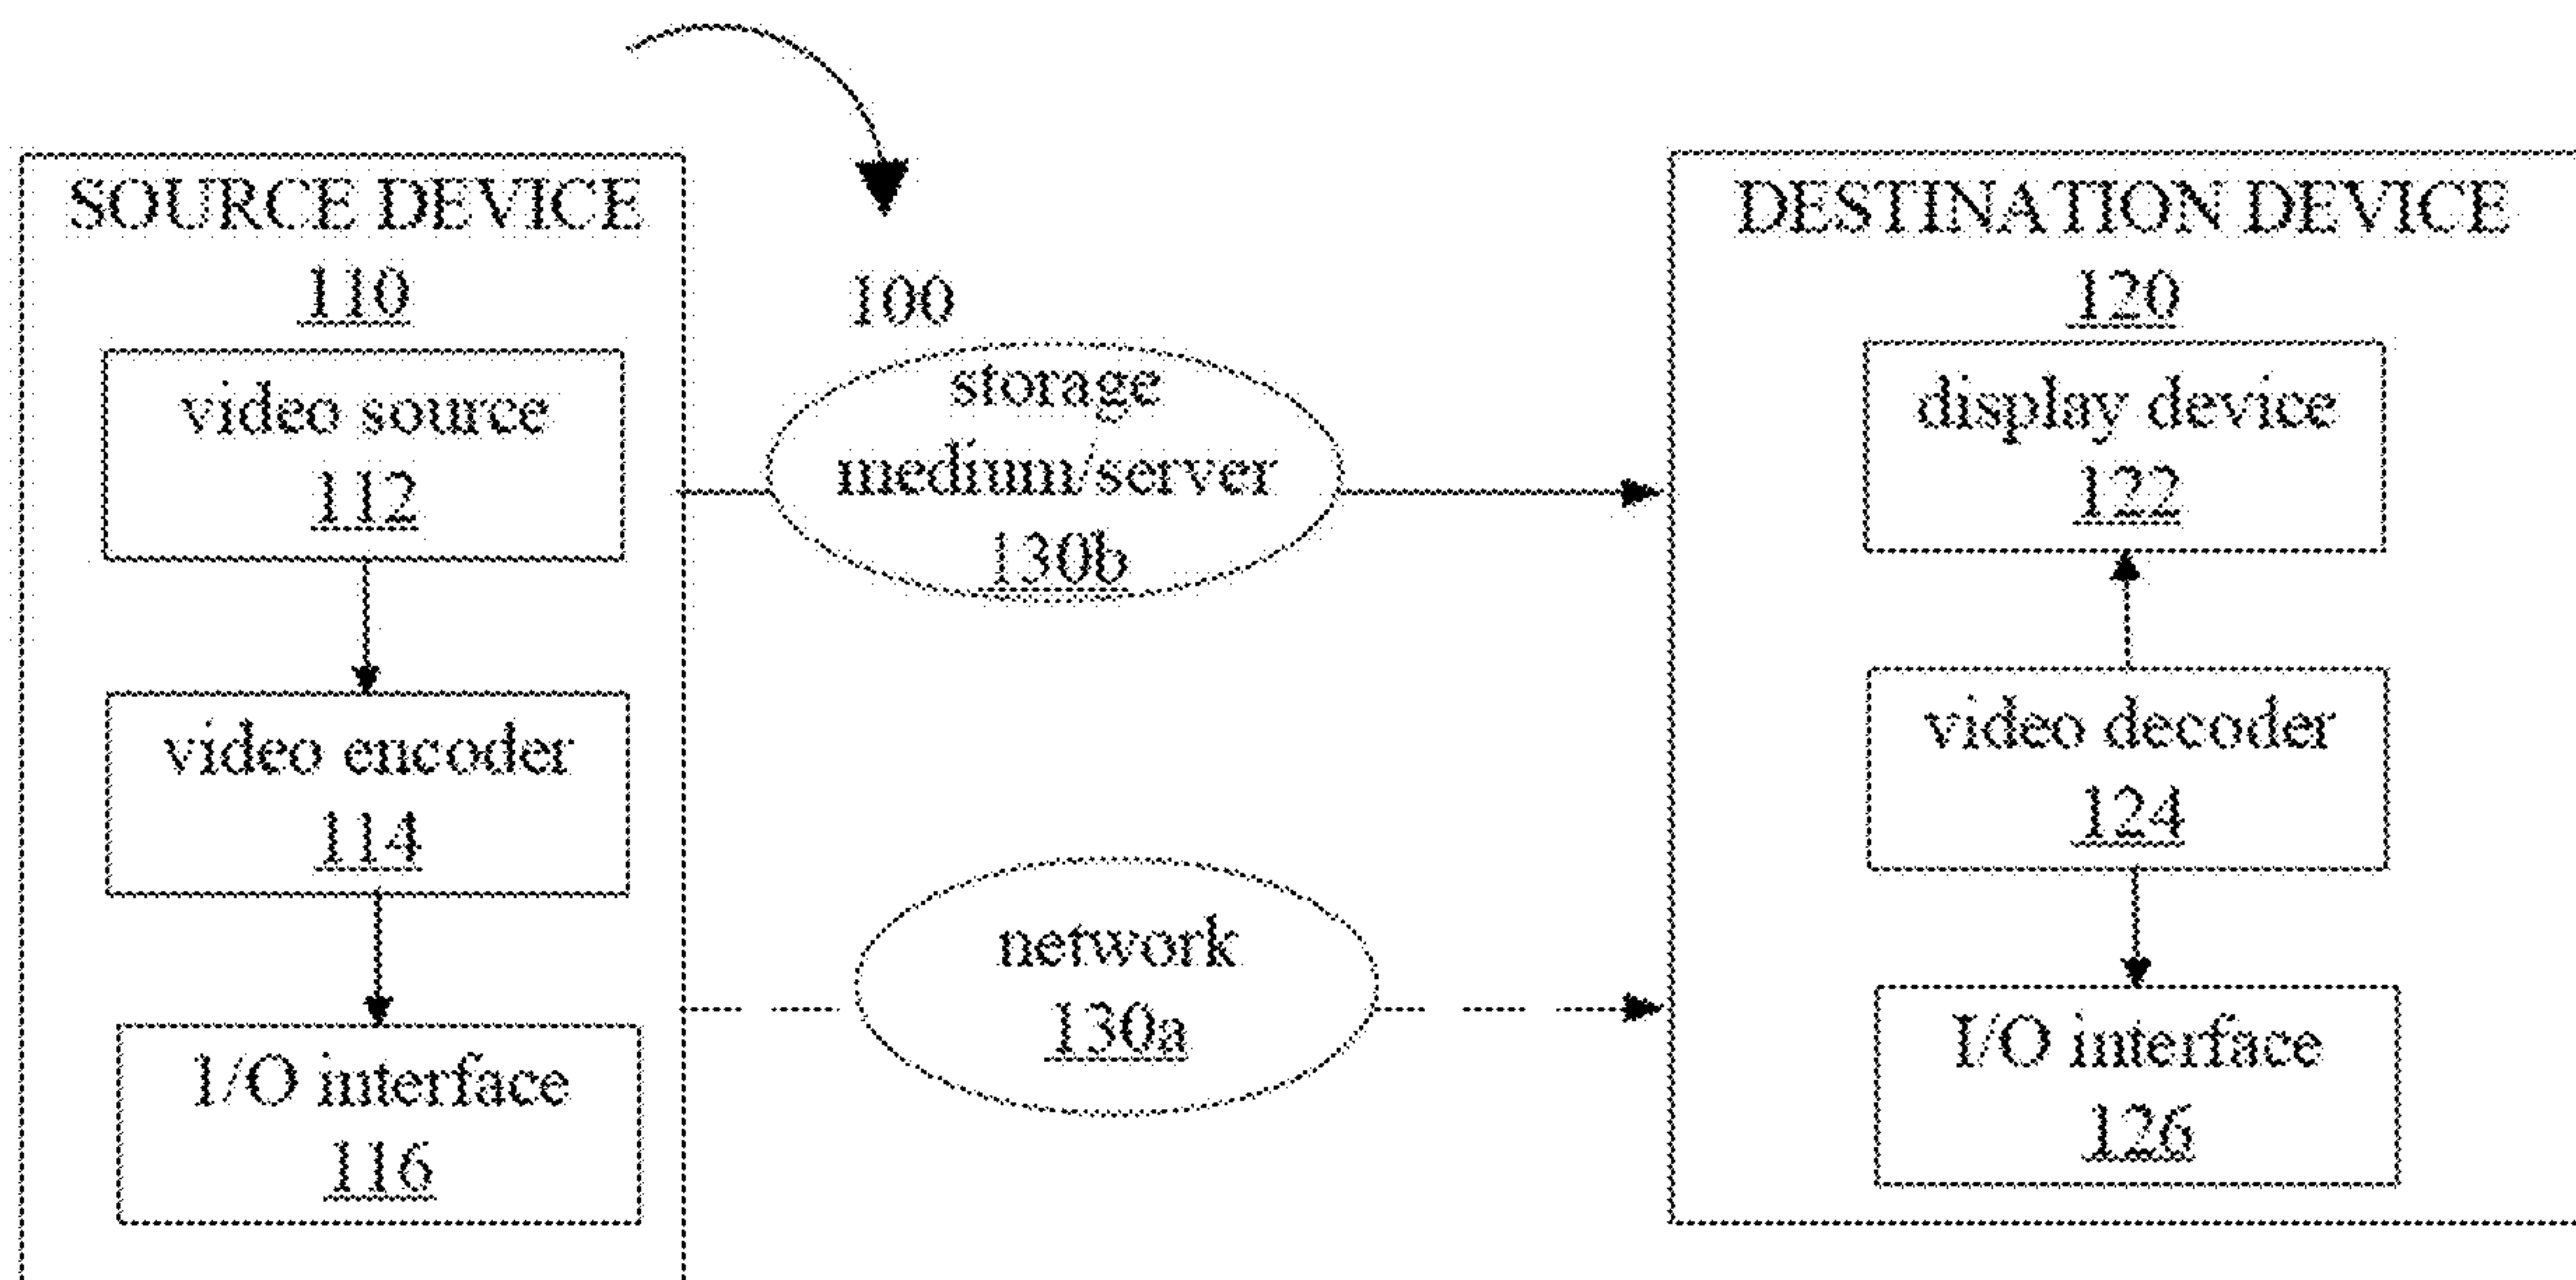 SOURCE DEVICE
110
video source
112
video encoder
114
I/O interface
116
100
storage
medium/server
130b
network
130a
DESTINATION DEVICE
120
display device
122
video decoder
124
I/O interface
126